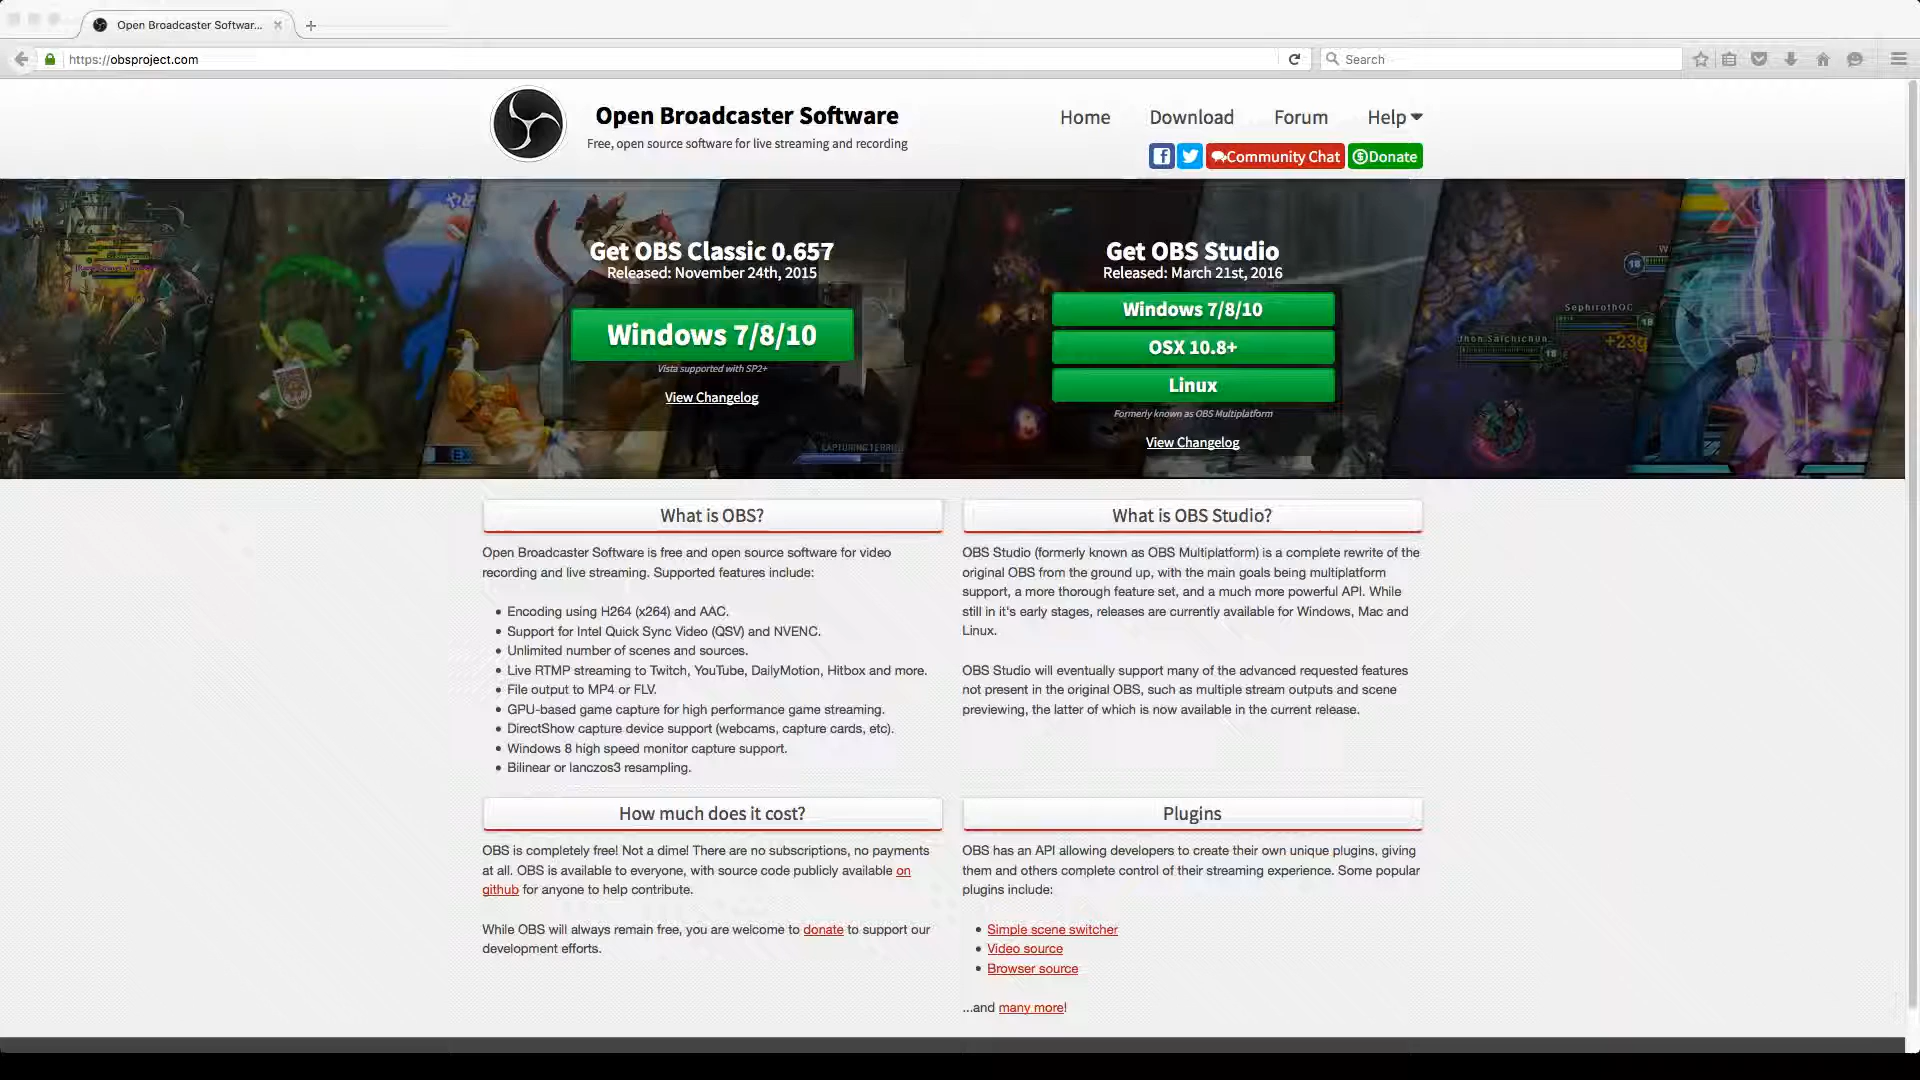 Open Broadcaster Softwar...
https://obsproject.com
Search
Open Broadcaster Software
Free, open source software for live streaming and recording
Home
Download
Forum
Help
Community Chat
Donate
Get OBS Classic 0.657
Released: November 24th, 2015
Windows 7/8/10
Vista supported with SP2+
View Changelog
Get OBS Studio
Released: March 21st, 2016
Windows 7/8/10
OSX 10.8+
Linux
Formerly known as OBS Multiplatform
View Changelog
SephirothOC
18
18
18
+23g
EX
What is OBS?
Open Broadcaster Software is free and open source software for video
recording and live streaming. Supported features include:
• Encoding using H264 (x264) and AAC.
• Support for Intel Quick Sync Video (QSV) and NVENC.
• Unlimited number of scenes and sources.
• Live RTMP streaming to Twitch, YouTube, DailyMotion, Hitbox and more.
• File output to MP4 or FLV.
• GPU-based game capture for high performance game streaming.
• DirectShow capture device support (webcams, capture cards, etc).
• Windows 8 high speed monitor capture support.
• Bilinear or lanczos3 resampling.
What is OBS Studio?
OBS Studio (formerly known as OBS Multiplatform) is a complete rewrite of the
original OBS from the ground up, with the main goals being multiplatform
support, a more thorough feature set, and a much more powerful API. While
still in it's early stages, releases are currently available for Windows, Mac and
Linux.
OBS Studio will eventually support many of the advanced requested features
not present in the original OBS, such as multiple stream outputs and scene
previewing, the latter of which is now available in the current release.
How much does it cost?
OBS is completely free! Not a dime! There are no subscriptions, no payments
at all. OBS is available to everyone, with source code publicly available on
github for anyone to help contribute.
While OBS will always remain free, you are welcome to donate to support our
development efforts.
Plugins
OBS has an API allowing developers to create their own unique plugins, giving
them and others complete control of their streaming experience. Some popular
plugins include:
• Simple scene switcher
• Video source
• Browser source
...and many more!